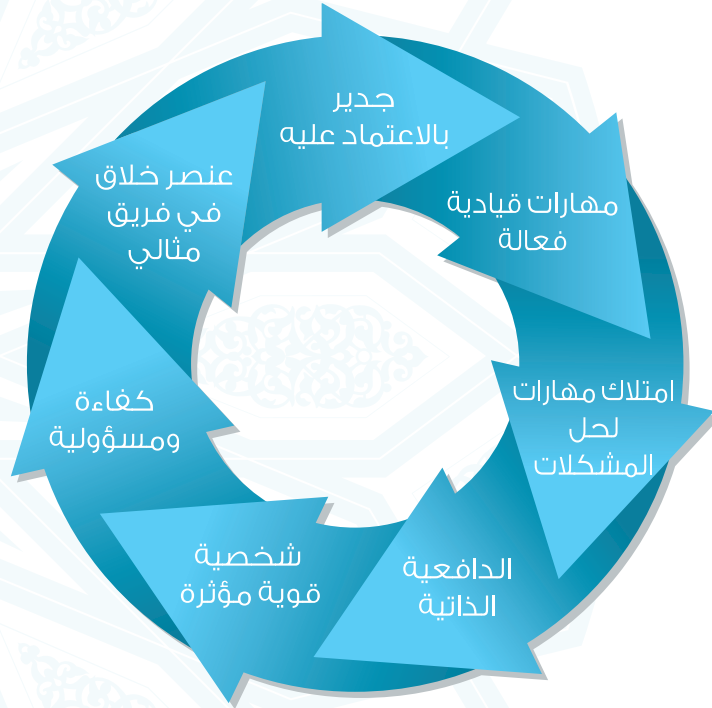 جدير
بالاعتماد عليه
مهارات قيادية
فعالة
امتلاك مهارات
لحل
المشكلات
الدافعية
الذاتية
شخصية
قوية مؤثرة
كفاءة
ومسؤولية
عنصر خلاق
في فريق
مثالي